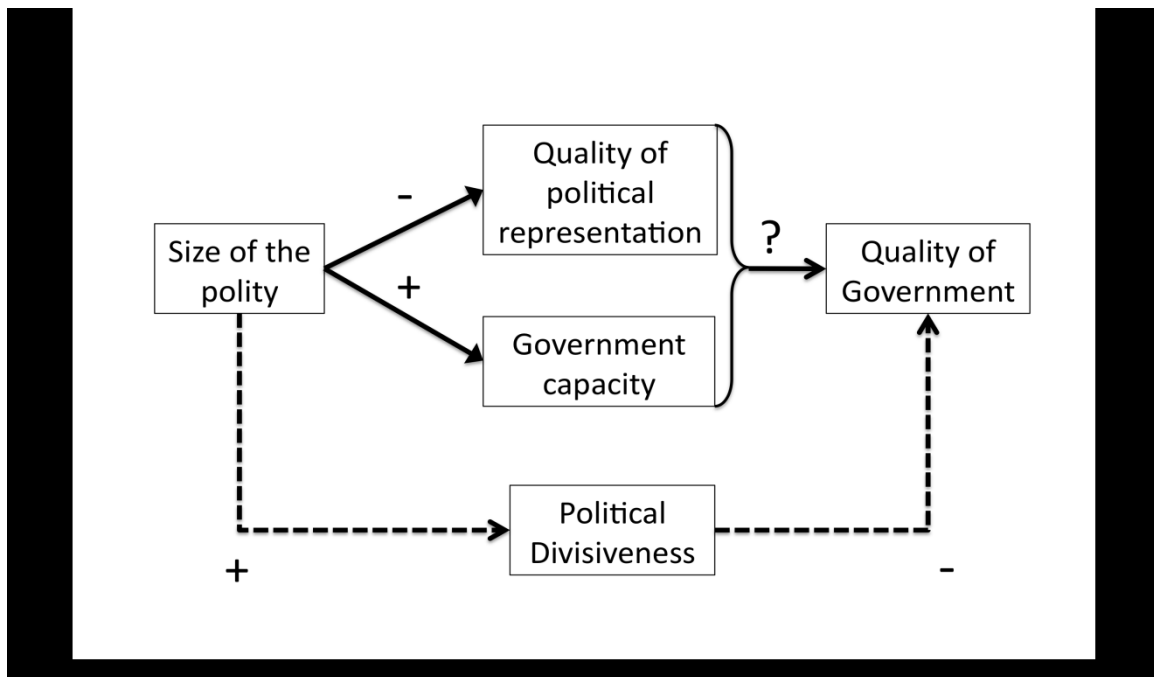 Quality of
political
representation
-
?
Size of the
polity
Quality of
Government
+
Government
capacity
Political
Divisiveness
+
-